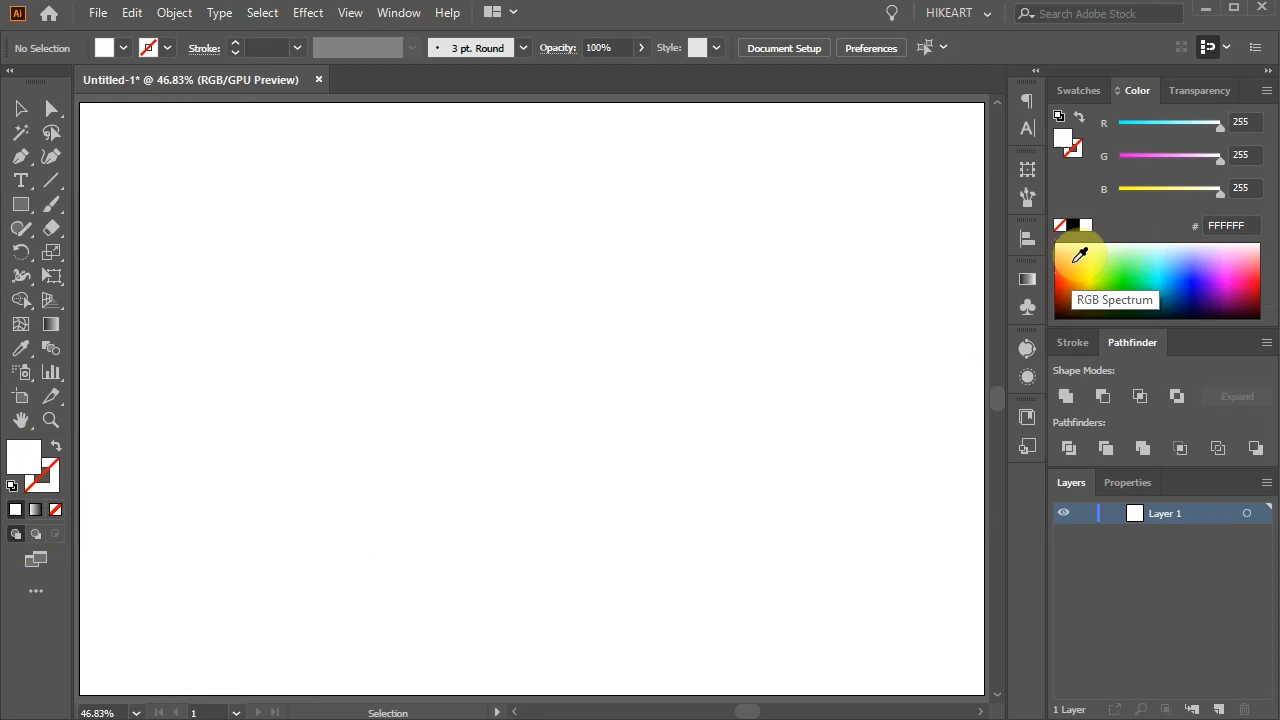 Ai File Edit Object Type Select Effect View Window Help HIKEART Search Adobe Stock
No Selection Stroke: 3 pt. Round Opacity: 100% Style: Document Setup Preferences
Untitled-1* @ 46.83% (RGB/GPU Preview)
Swatches Color Transparency
R 255
G 255
B 255
# FFFFFF
RGB Spectrum
Stroke Pathfinder
Shape Modes:
Expand
Pathfinders:
Layers Properties
Layer 1
1 Layer
46.83% 1 Selection